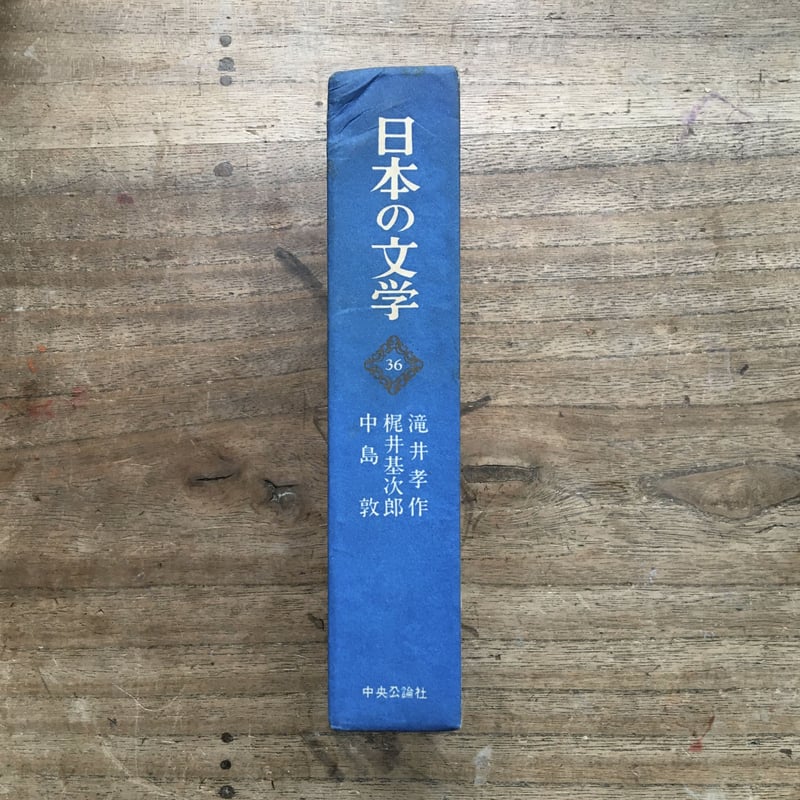 日本の文学
36
滝井孝作
梶井基次郎
中島敦
中央公論社